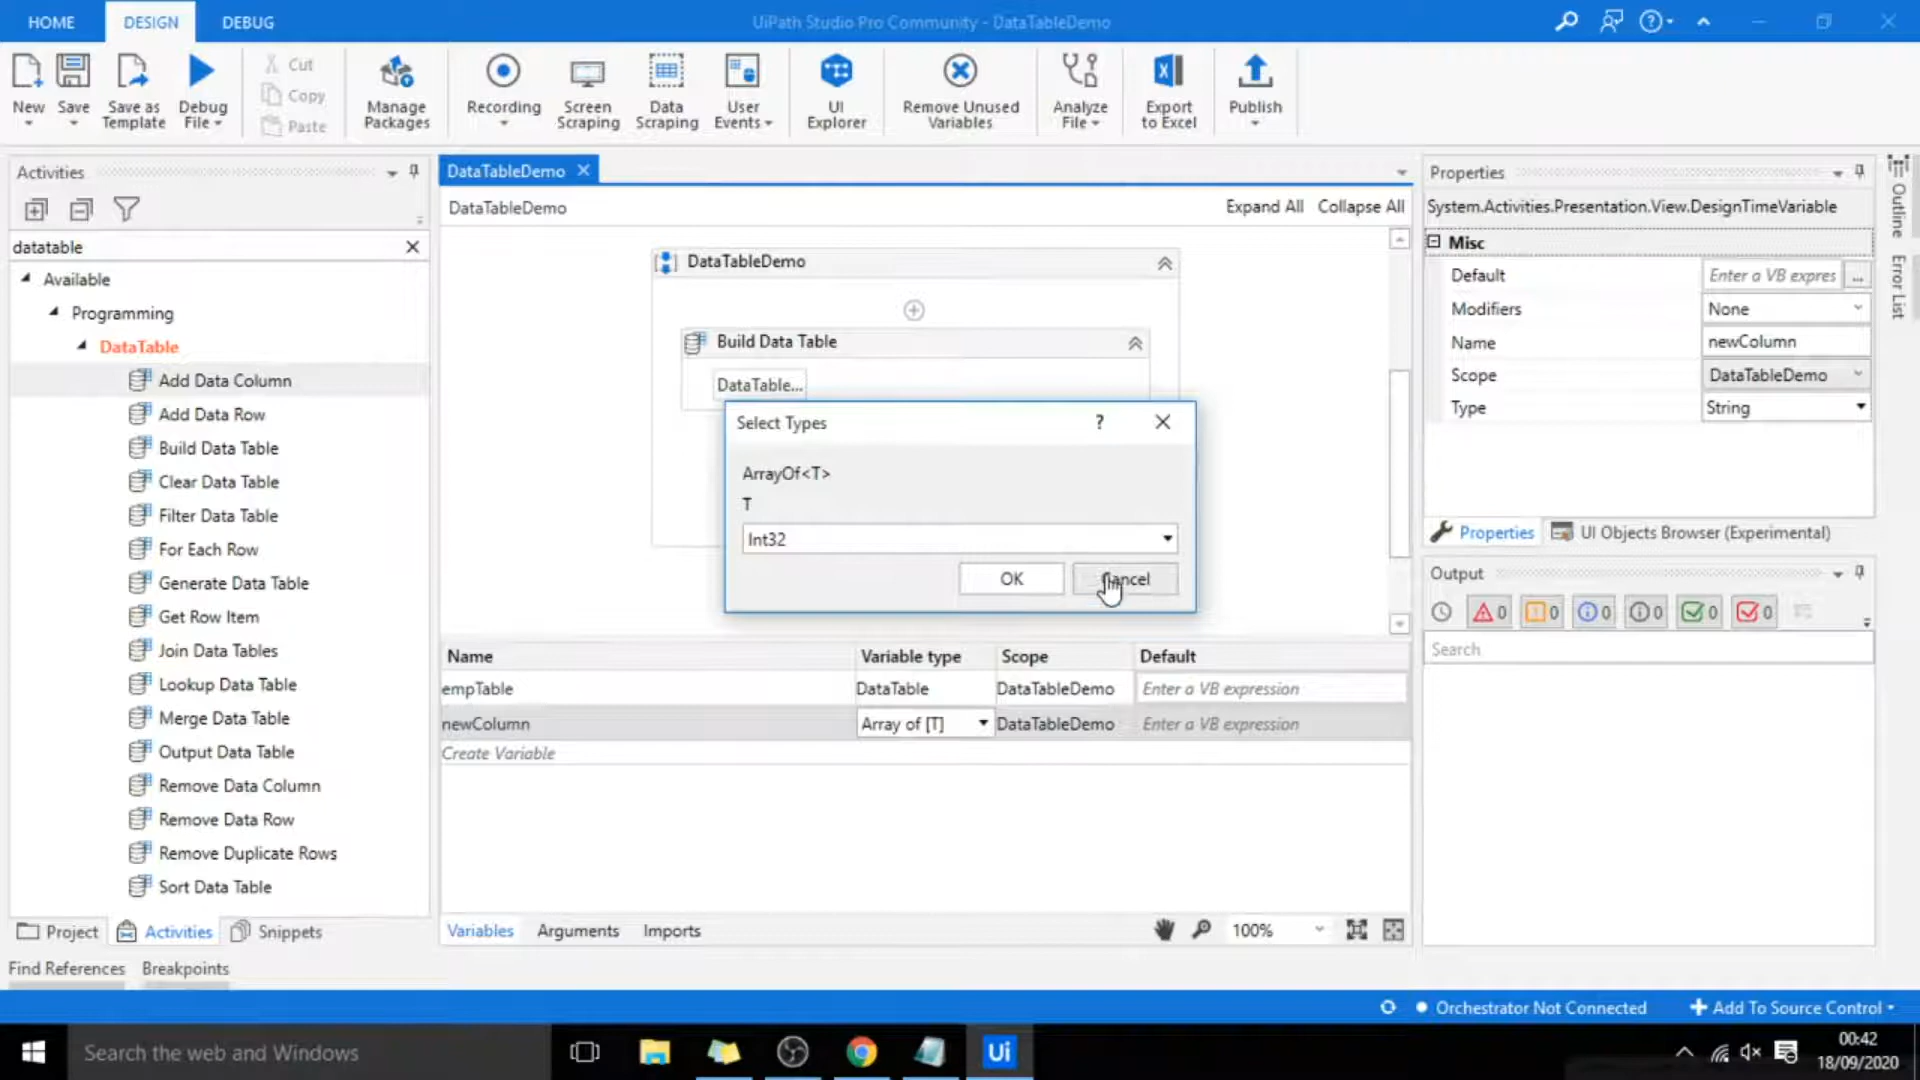 HOME
DESIGN
DEBUG
UiPath Studio Pro Community - DataTableDemo
New
Save
Save as
Template
Debug
File
Cut
Copy
Paste
Manage
Packages
Recording
Screen
Scraping
Data
Scraping
User
Events
UI
Explorer
Remove Unused
Variables
Analyze
File
Export
to Excel
Publish
Activities
datatable
Available
Programming
DataTable
Add Data Column
Add Data Row
Build Data Table
Clear Data Table
Filter Data Table
For Each Row
Generate Data Table
Get Row Item
Join Data Tables
Lookup Data Table
Merge Data Table
Output Data Table
Remove Data Column
Remove Data Row
Remove Duplicate Rows
Sort Data Table
Project
Activities
Snippets
Find References
Breakpoints
DataTableDemo
DataTableDemo
Expand All
Collapse All
DataTableDemo
Build Data Table
DataTable...
Select Types
?
ArrayOf<T>
T
Int32
OK
Cancel
Name Variable type Scope Default
empTable DataTable DataTableDemo Enter a VB expression
newColumn Array of [T] DataTableDemo Enter a VB expression
Create Variable
Variables
Arguments
Imports
100%
Properties
System.Activities.Presentation.View.DesignTimeVariable
Misc
Default Enter a VB expres ...
Modifiers None
Name newColumn
Scope DataTableDemo
Type String
Properties
UI Objects Browser (Experimental)
Output
0 0 0 0 0 0
Search
Outline
Error List
Orchestrator Not Connected
Add To Source Control
Search the web and Windows
Ui
00:42
18/09/2020